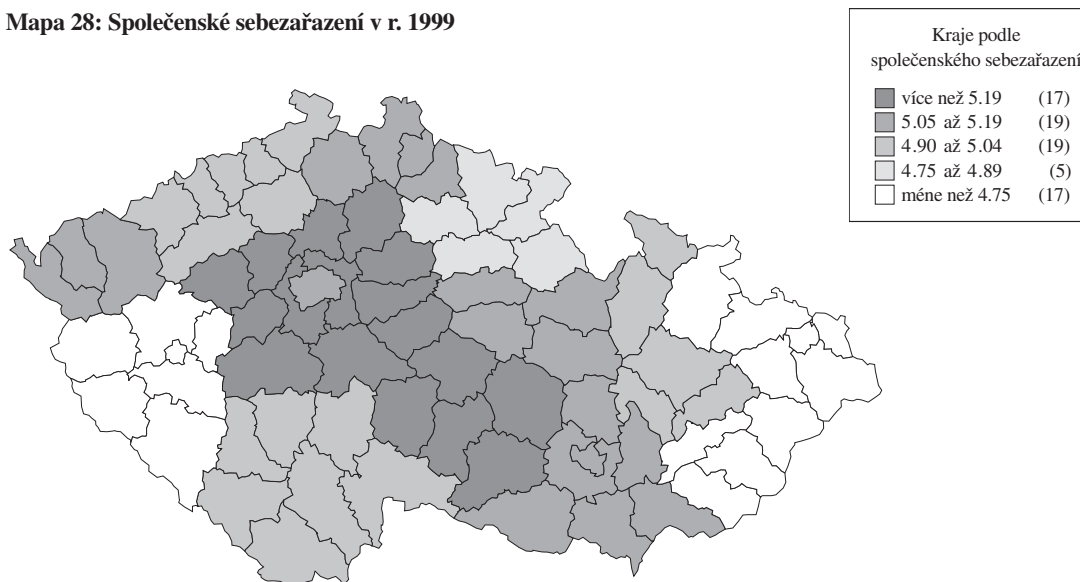 Mapa 28: Společenské sebezařazení v r. 1999
Kraje podle
společenského sebezařazení
více než 5.19 (17)
5.05 až 5.19 (19)
4.90 až 5.04 (19)
4.75 až 4.89 (5)
méne než 4.75 (17)